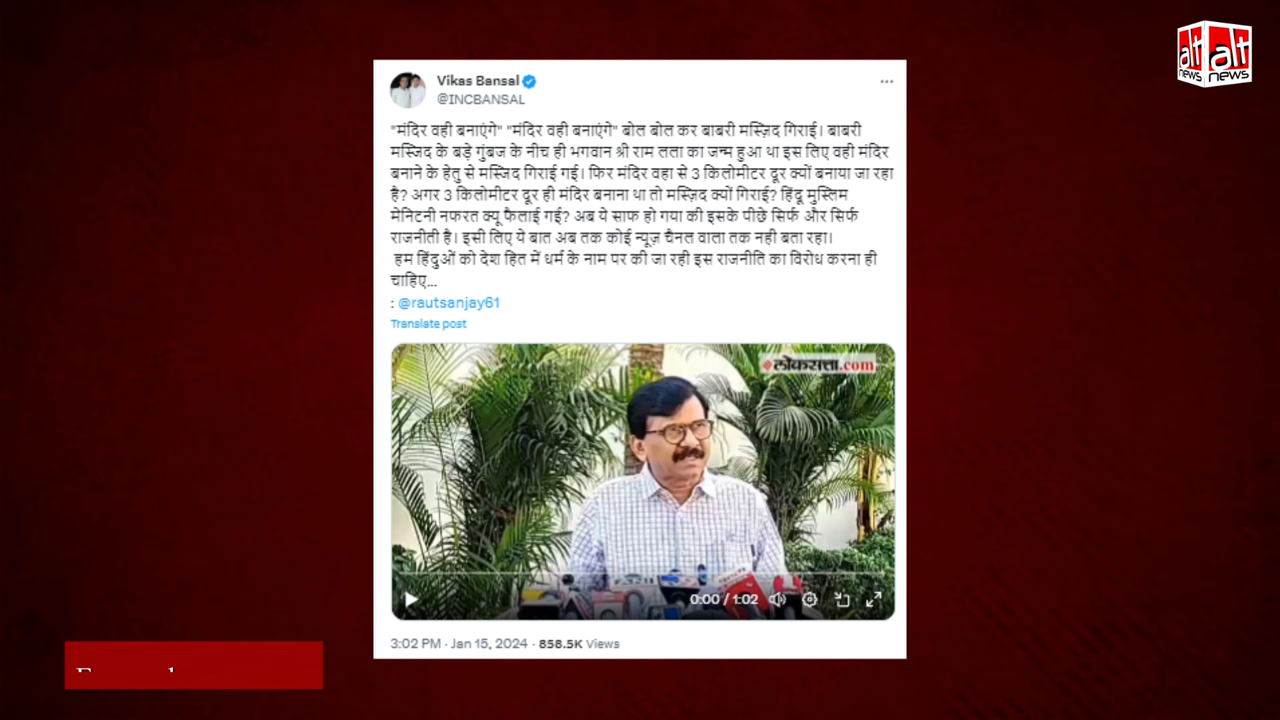 alt
news
alt
news
Vikas Bansal
@INCBANSAL
"मंदिर वही बनाएंगे" "मंदिर वही बनाएंगे" बोल बोल कर बाबरी मस्ज़िद गिराई। बाबरी
मस्जिद के बड़े गुंबज के नीच ही भगवान श्री राम लला का जन्म हुआ था इस लिए वही मंदिर
बनाने के हेतु से मस्जिद गिराई गई। फिर मंदिर वहा से 3 किलोमीटर दूर क्यों बनाया जा रहा
है? अगर 3 किलोमीटर दूर ही मंदिर बनाना था तो मस्ज़िद क्यों गिराई? हिंदू मुस्लिम
मेनिटनी नफरत क्यू फैलाई गई? अब ये साफ हो गया की इसके पीछे सिर्फ और सिर्फ
राजनीती है। इसी लिए ये बात अब तक कोई न्यूज़ चैनल वाला तक नही बता रहा।
हम हिंदुओं को देश हित में धर्म के नाम पर की जा रही इस राजनीति का विरोध करना ही
चाहिए...
: @rautsanjay61
Translate post
लोकसत्ता.com
0:00 / 1:02
3:02 PM · Jan 15, 2024 · 858.5K Views